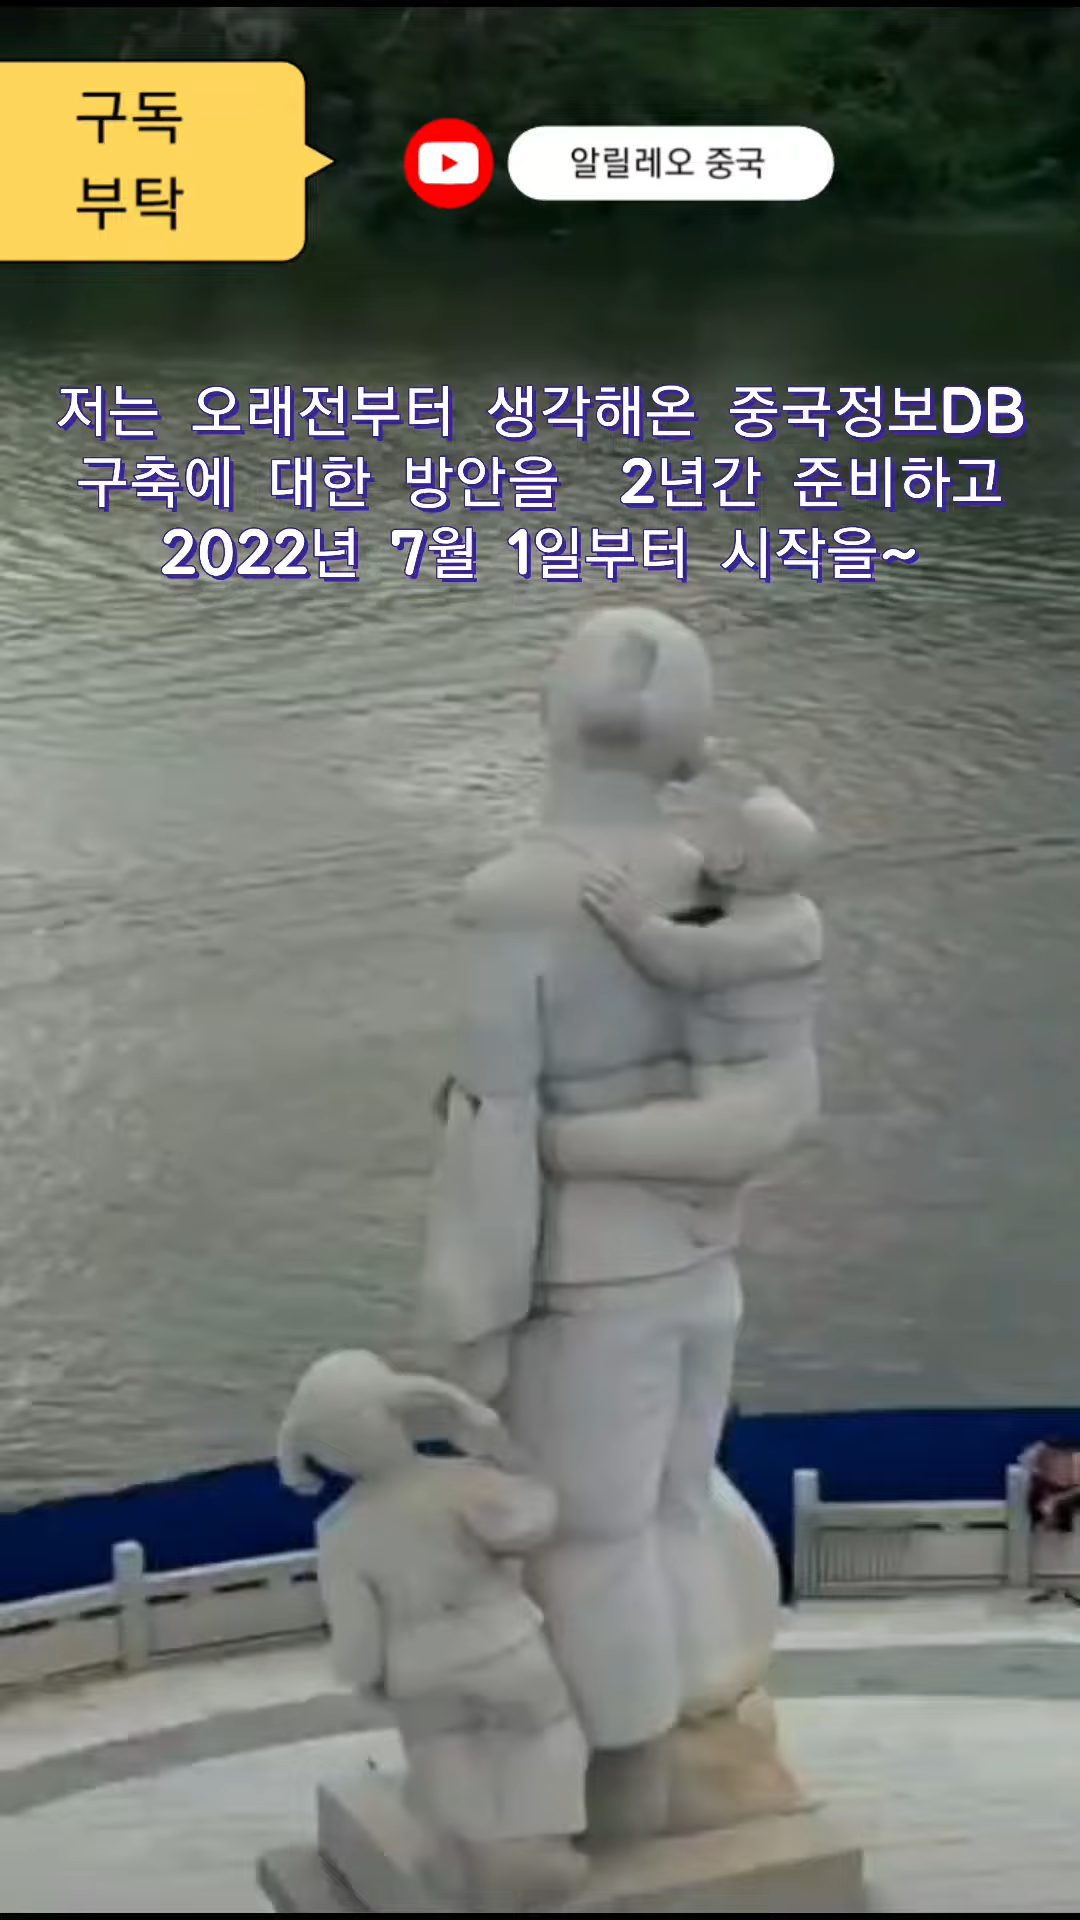 구독
부탁
알릴레오 중국
저는 오래전부터 생각해온 중국정보DB
구축에 대한 방안을 2년간 준비하고
2022년 7월 1일부터 시작을~